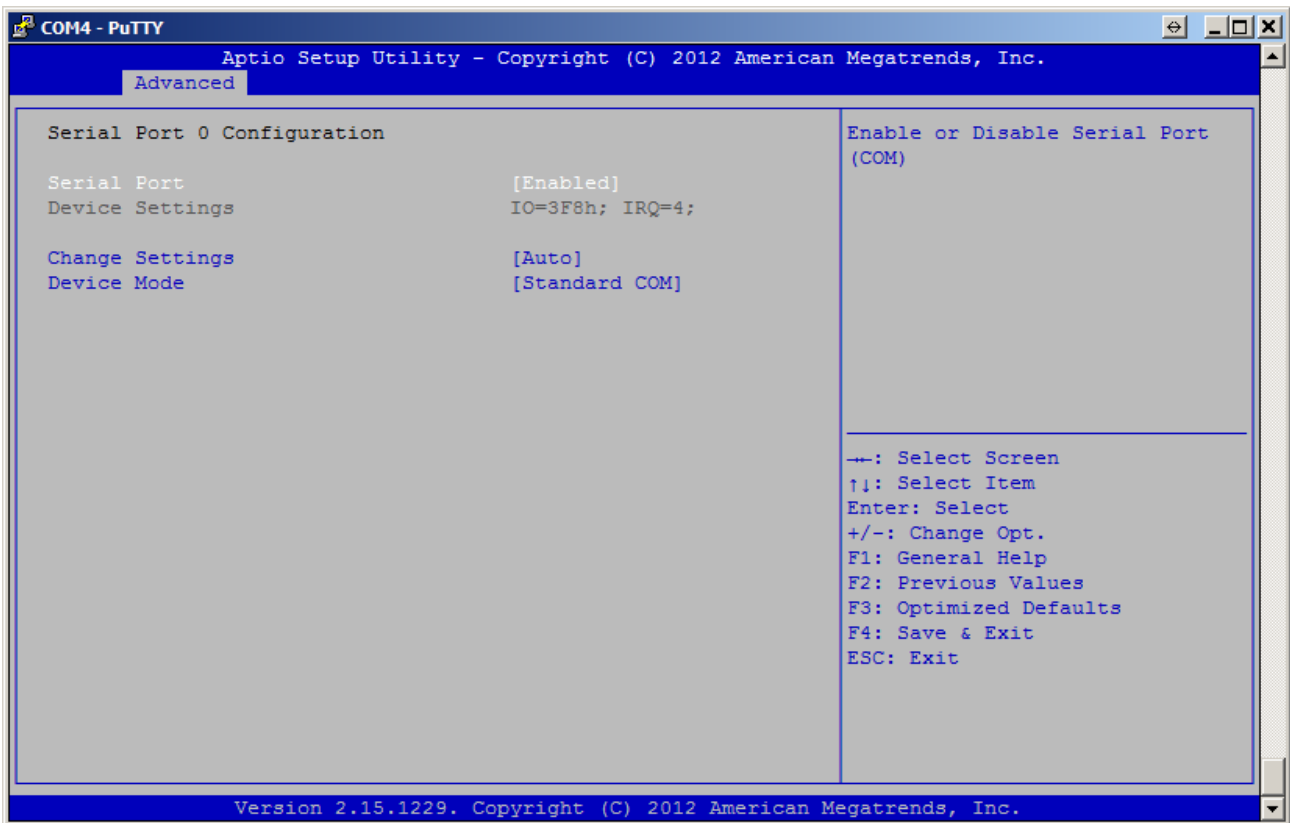 COM4 - PuTTY
Aptio Setup Utility - Copyright (C) 2012 American Megatrends, Inc.
Advanced
Serial Port 0 Configuration
Serial Port [Enabled]
Device Settings IO=3F8h; IRQ=4;
Change Settings [Auto]
Device Mode [Standard COM]
Enable or Disable Serial Port
(COM)
→←: Select Screen
↑↓: Select Item
Enter: Select
+/-: Change Opt.
F1: General Help
F2: Previous Values
F3: Optimized Defaults
F4: Save & Exit
ESC: Exit
Version 2.15.1229. Copyright (C) 2012 American Megatrends, Inc.